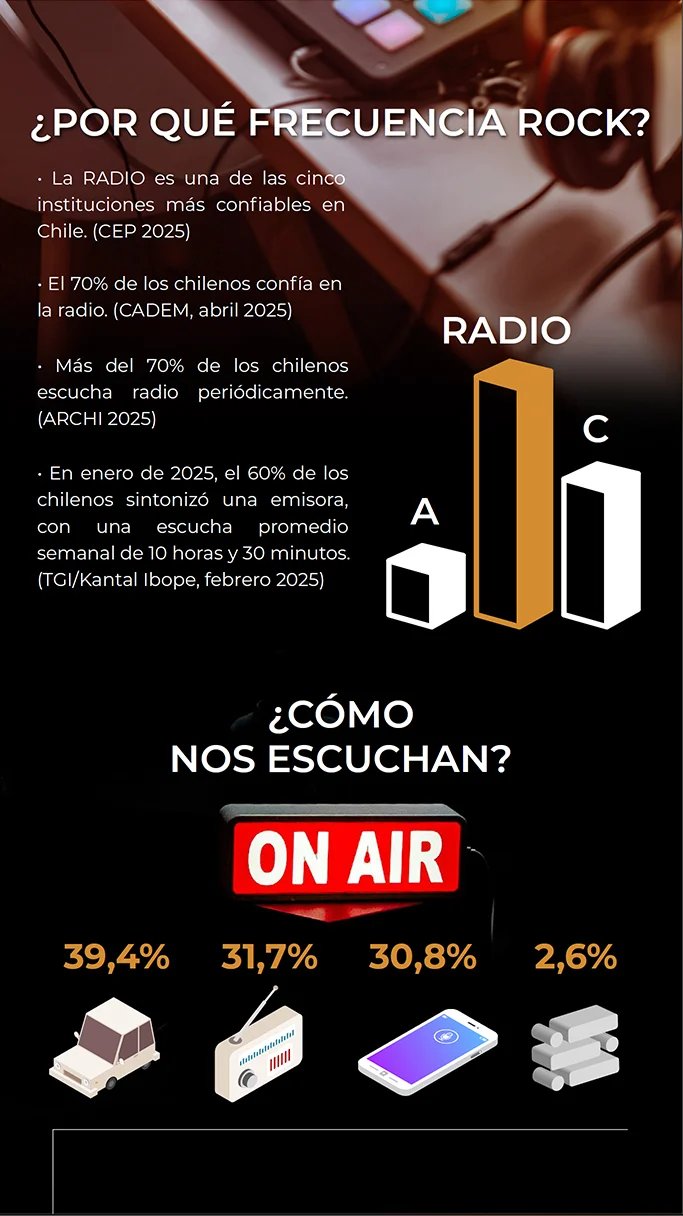 ¿POR QUÉ FRECUENCIA ROCK?
· La RADIO es una de las cinco
instituciones más confiables en
Chile. (CEP 2025)
· El 70% de los chilenos confía en
la radio. (CADEM, abril 2025)
· Más del 70% de los chilenos
escucha radio periódicamente.
(ARCHI 2025)
· En enero de 2025, el 60% de los
chilenos sintonizó una emisora,
con una escucha promedio
semanal de 10 horas y 30 minutos.
(TGI/Kantal Ibope, febrero 2025)
RADIO
C
A
¿CÓMO
NOS ESCUCHAN?
ON AIR
39,4% 31,7% 30,8% 2,6%